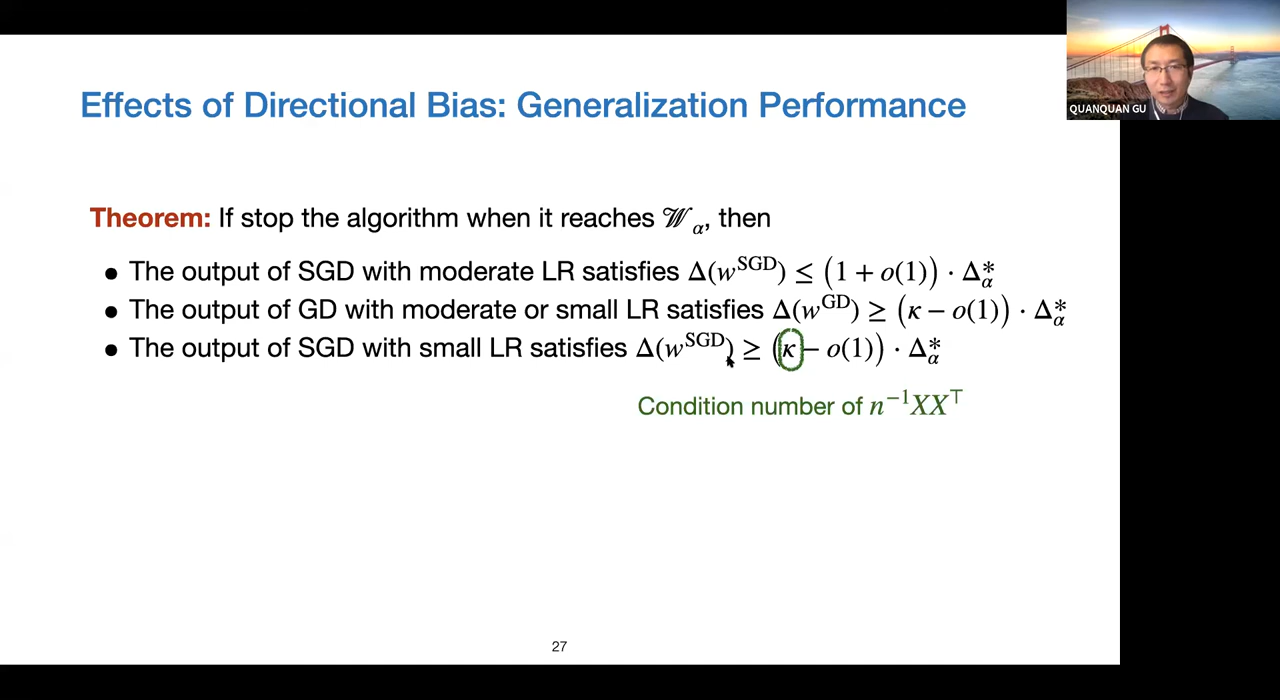 Effects of Directional Bias: Generalization Performance
QUANQUAN GU
Theorem: If stop the algorithm when it reaches 𝒲_α, then
● The output of SGD with moderate LR satisfies Δ(w^SGD) ≤ (1 + o(1)) · Δ*_α
● The output of GD with moderate or small LR satisfies Δ(w^GD) ≥ (κ − o(1)) · Δ*_α
● The output of SGD with small LR satisfies Δ(w^SGD) ≥ (κ − o(1)) · Δ*_α
Condition number of n⁻¹XX^⊤
27